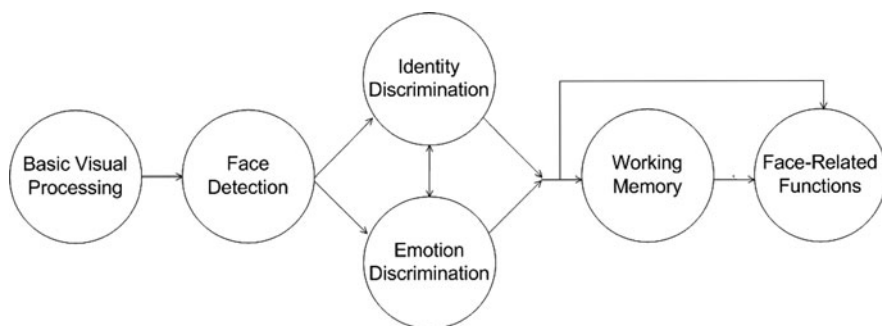 Basic Visual
Processing
Face
Detection
Identity
Discrimination
Emotion
Discrimination
Working
Memory
Face-Related
Functions